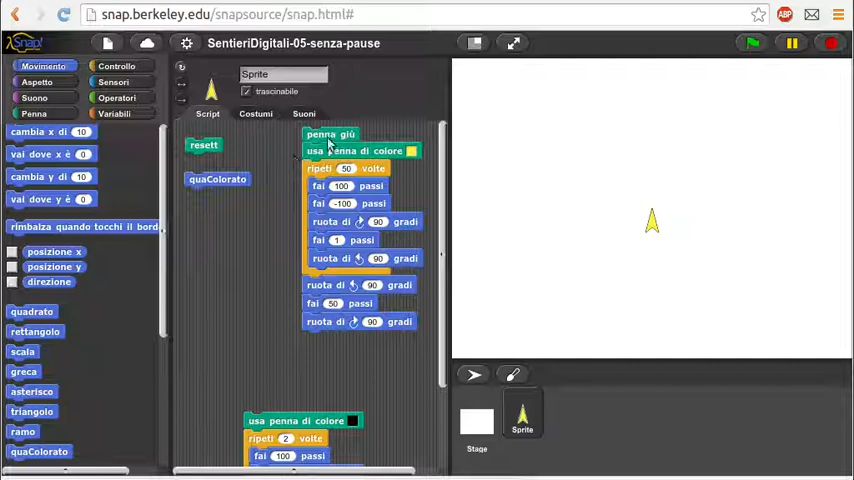 snap.berkeley.edu/snapsource/snap.html#
ABP
Snap!
SentieriDigitali-05-senza-pause
Movimento
Controllo
Aspetto
Sensori
Suono
Operatori
Penna
Variabili
Sprite
trascinabile
Script
Costumi
Suoni
cambia x di 10
vai dove x è 0
cambia y di 10
vai dove y è 0
rimbalza quando tocchi il bord
posizione x
posizione y
direzione
quadrato
rettangolo
scala
greca
asterisco
triangolo
ramo
quaColorato
resett
quaColorato
penna giù
usa penna di colore
ripeti 50 volte
fai 100 passi
fai -100 passi
ruota di 90 gradi
fai 1 passi
ruota di 90 gradi
ruota di 90 gradi
fai 50 passi
ruota di 90 gradi
usa penna di colore
ripeti 2 volte
fai 100 passi
Stage
Sprite